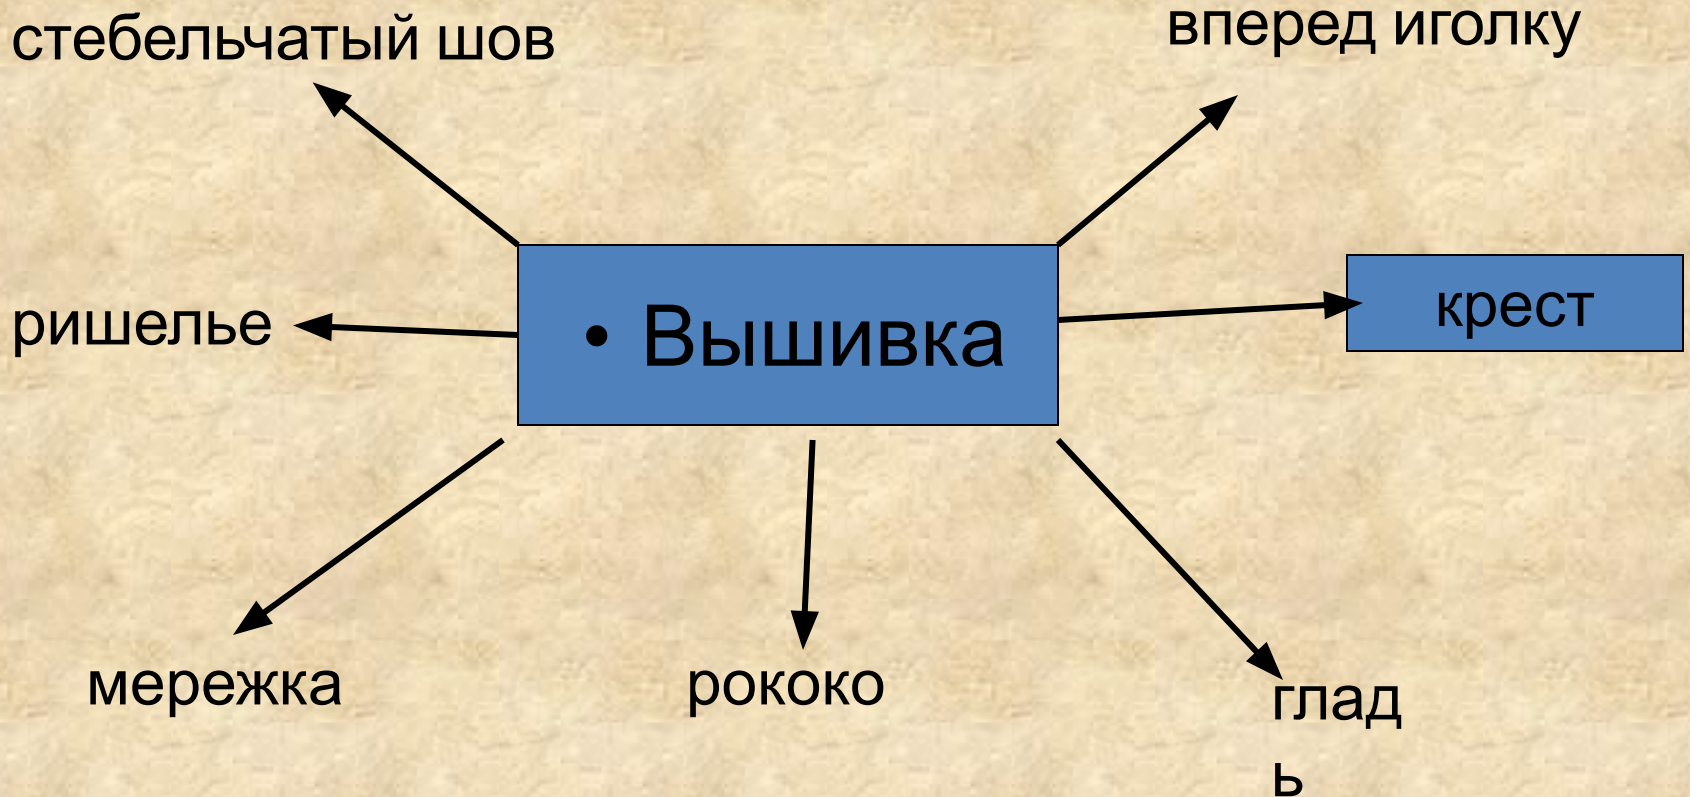 стебельчатый шов
вперед иголку
ришелье
• Вышивка
крест
мережка
рококо
глад
ь